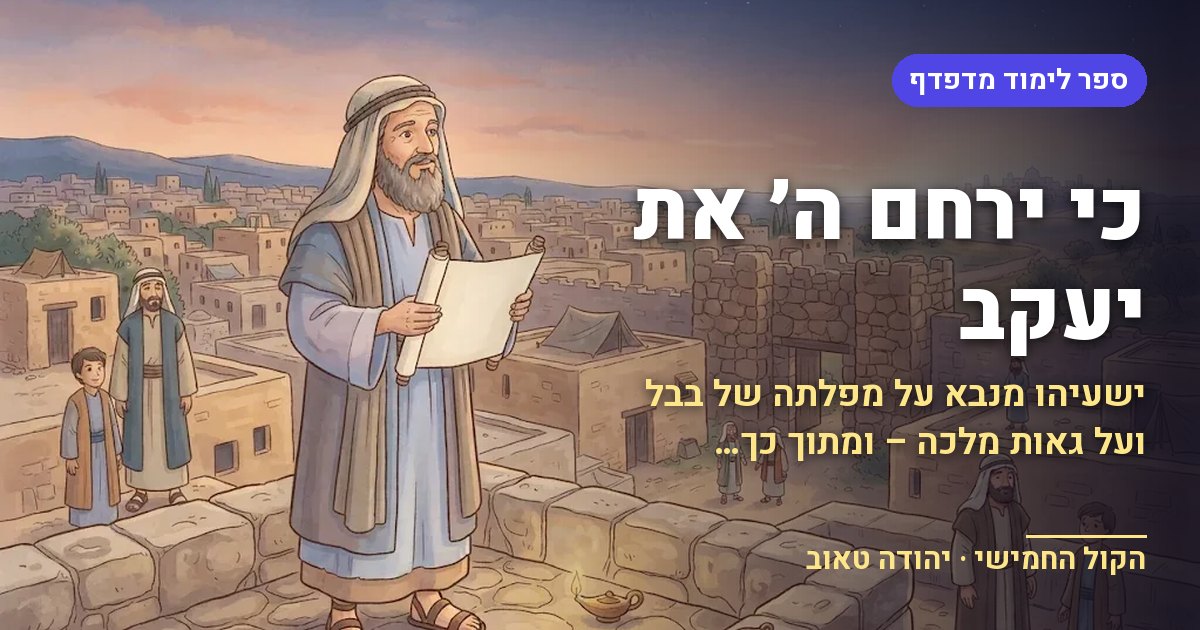 ספר לימוד מדפדף
כי ירחם ה׳ את
יעקב
ישעיהו מנבא על מפלתה של בבל
ועל גאות מלכה – ומתוך כך...
הקול החמישי · יהודה טאוב